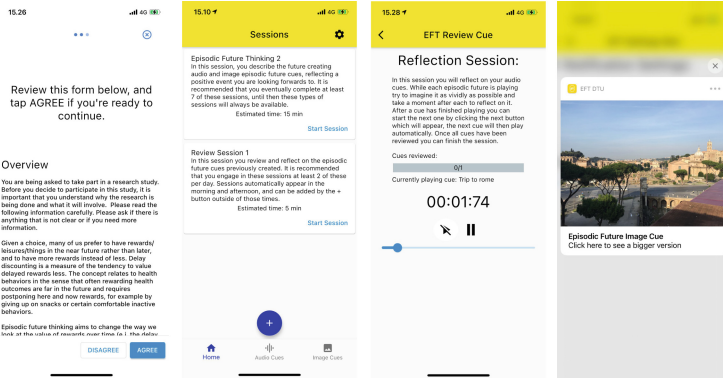 15.26
4G
Review this form below, and
tap AGREE if you're ready to
continue.
Overview
You are being asked to take part in a research study.
Before you decide to participate in this study, it is
important that you understand why the research is
being done and what it will involve.  Please read the
following information carefully. Please ask if there is
anything that is not clear or if you need more
information.
Given a choice, many of us prefer to have rewards/
leisures/things in the near future rather than later,
and to have more rewards instead of less. Delay
discounting is a measure of the tendency to value
delayed rewards less. The concept relates to health
behaviors in the sense that often rewarding health
outcomes are far in the future and requires
postponing here and now rewards, for example by
giving up on snacks or certain comfortable inactive
behaviors.
Episodic future thinking aims to change the way we
look at the value of rewards over time (e.i. the delay
DISAGREE
AGREE
15.10
4G
Sessions
Episodic Future Thinking 2
In this session, you describe the future creating
audio and image episodic future cues, reflecting a
positive event you are looking forwards to. It is
recommended that you eventually complete at least
7 of these sessions, until then these types of
sessions will always be available.
Estimated time: 15 min
Start Session
Review Session 1
In this session you review and reflect on the episodic
future cues previously created. It is recommended
that you engage in these sessions at least 2 of these
per day. Sessions automatically appear in the
morning and afternoon, and can be added by the +
button outside of those times.
Estimated time: 5 min
Start Session
Home
Audio Cues
Image Cues
15.28
4G
EFT Review Cue
Reflection Session:
In this session you will reflect on your audio
cues. While each episodic future is playing
try to imagine it as vividly as possible and
take a moment after each to reflect on it.
After a cue has finished playing you can
start the next one by clicking the next button
which will appear, the next cue will then play
automatically. Once all cues have been
reviewed you can finish the session.
Cues reviewed:
0/1
Currently playing cue: Trip to rome
00:01:74
EFT DTU
Episodic Future Image Cue
Click here to see a bigger version